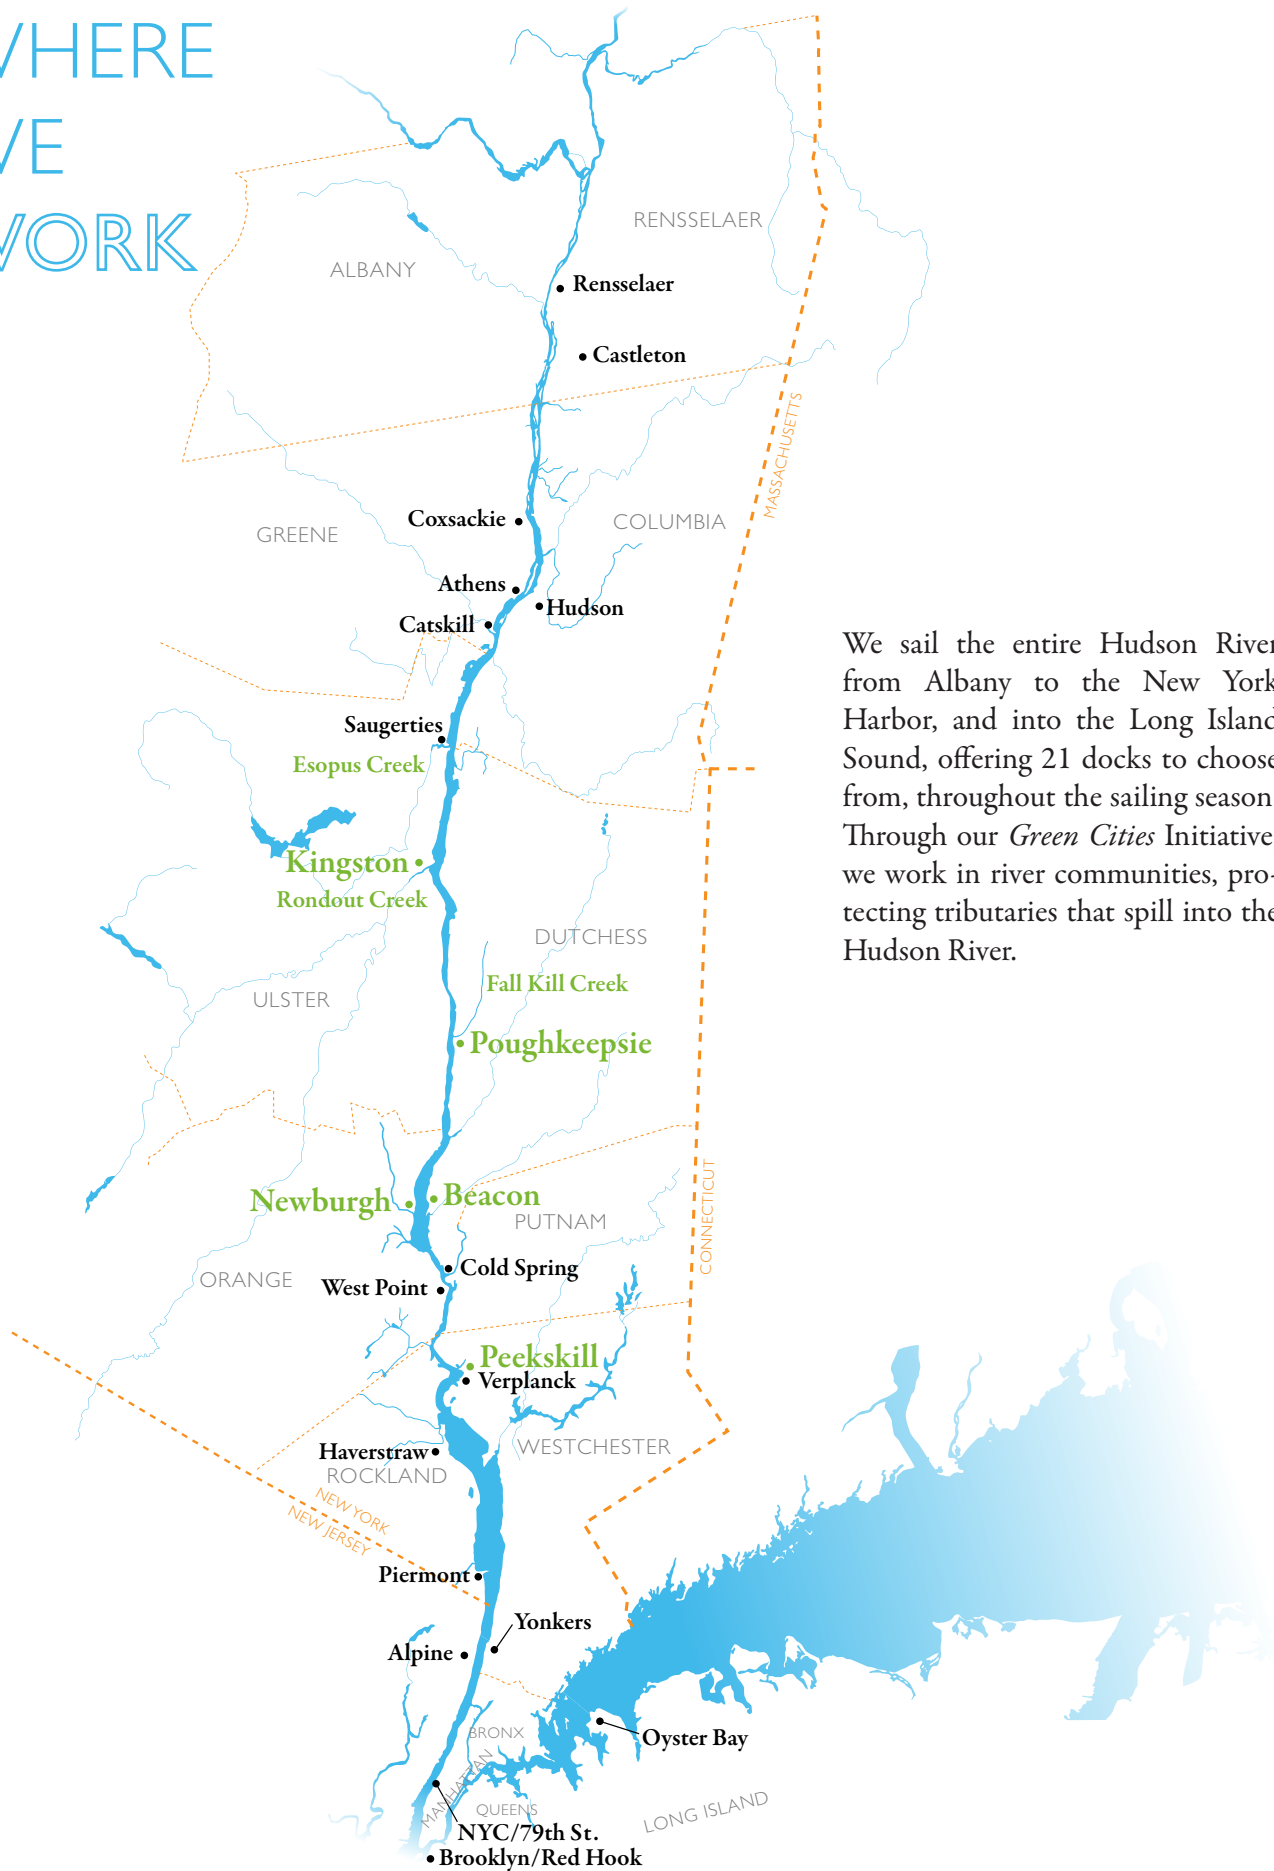 WHERE
WE
WORK
RENSSELAER
ALBANY
Rensselaer
Castleton
MASSACHUSETTS
Coxsackie
COLUMBIA
GREENE
Athens
Hudson
Catskill
We sail the entire Hudson River
from Albany to the New York
Harbor, and into the Long Island
Sound, offering 21 docks to choose
from, throughout the sailing season
Through our Green Cities Initiative
we work in river communities, pro-
tecting tributaries that spill into the
Hudson River.
Saugerties
Esopus Creek
Kingston
Rondout Creek
DUTCHESS
Fall Kill Creek
ULSTER
Poughkeepsie
CONNECTICUT
Newburgh
Beacon
PUTNAM
Cold Spring
ORANGE
West Point
Peekskill
Verplanck
WESTCHESTER
Haverstraw
ROCKLAND
NEW YORK
NEW JERSEY
Piermont
Yonkers
Alpine
BRONX
Oyster Bay
MANHATTAN
QUEENS
LONG ISLAND
NYC/79th St.
Brooklyn/Red Hook